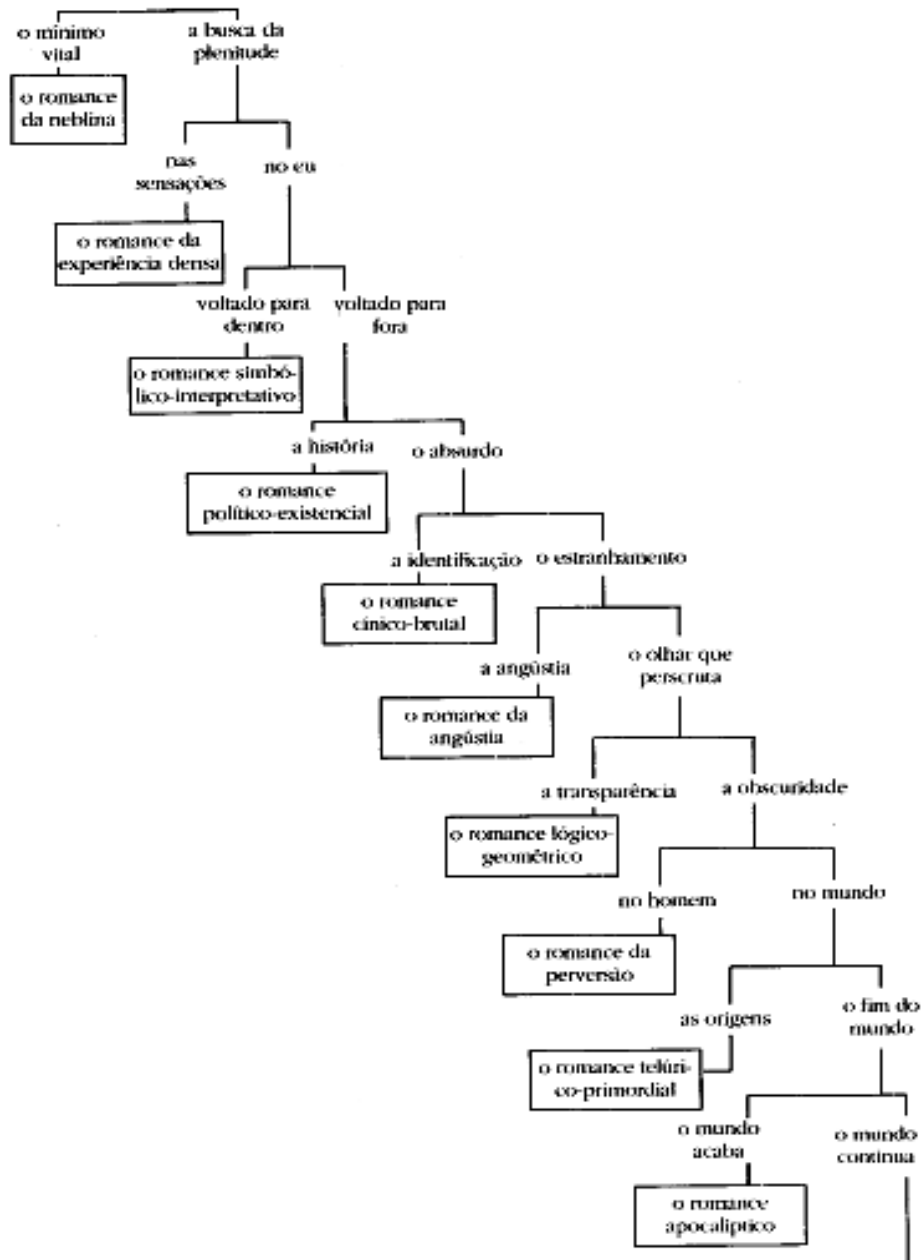 o mínimo
vital
a busca da
plenitude
o romance
da neblina
nas
sensações
no eu
o romance da
experiência densa
voltado para
dentro
voltado para
fora
o romance simbó-
lico-interpretativo
a história
o absurdo
o romance
político-existencial
a identificação
o estranhamento
o romance
cínico-brutal
a angústia
o olhar que
perscruta
o romance da
angústia
a transparência
a obscuridade
o romance lógico-
geométrico
no homem
no mundo
o romance da
perversão
as origens
o fim do
mundo
o romance telúri-
co-primordial
o mundo
acaba
o mundo
continua
o romance
apocalíptico